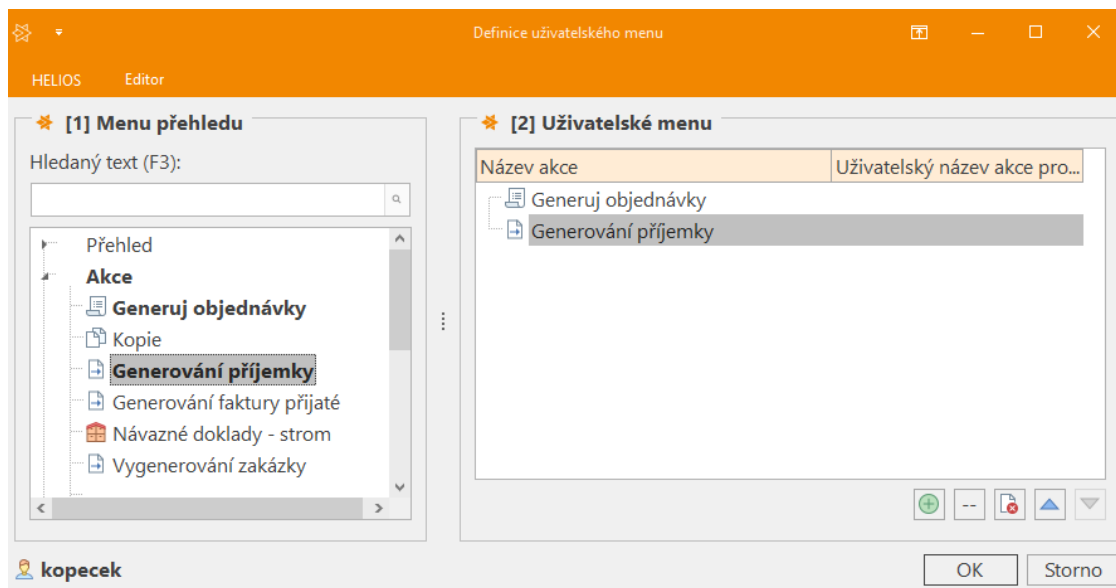 Definice uživatelského menu
HELIOS Editor
[1] Menu přehledu
Hledaný text (F3):
Přehled
Akce
Generuj objednávky
Kopie
Generování příjemky
Generování faktury přijaté
Návazné doklady - strom
Vygenerování zakázky
[2] Uživatelské menu
Název akce Uživatelský název akce pro...
Generuj objednávky
Generování příjemky
--
kopecek
OK Storno